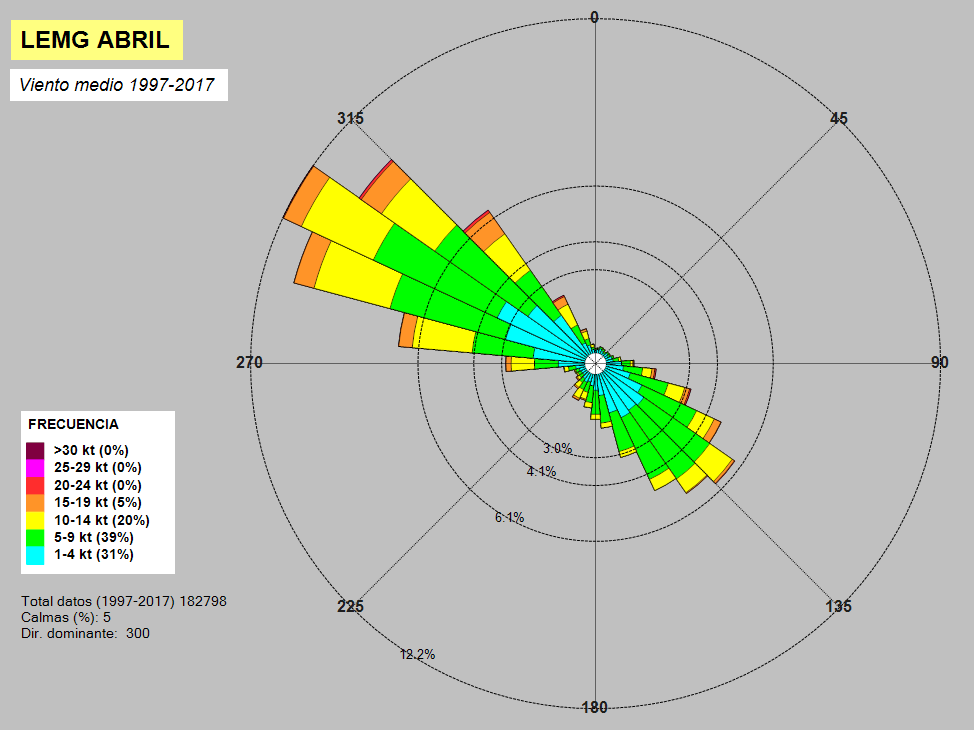 LEMG ABRIL
Viento medio 1997-2017
0
45
90
135
180
225
270
315
3.0%
4.1%
6.1%
12.2%
FRECUENCIA
>30 kt (0%)
25-29 kt (0%)
20-24 kt (0%)
15-19 kt (5%)
10-14 kt (20%)
5-9 kt (39%)
1-4 kt (31%)
Total datos (1997-2017) 182798
Calmas (%): 5
Dir. dominante: 300